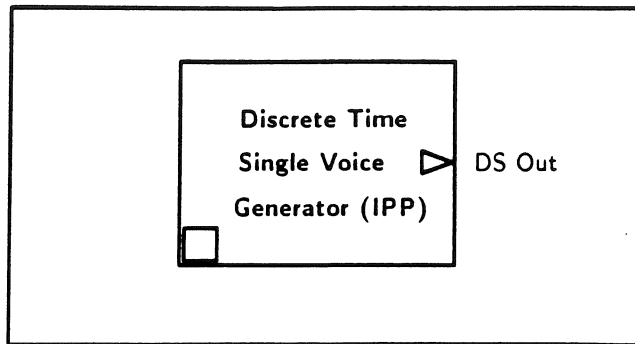 Discrete Time
Single Voice
Generator (IPP)
DS Out